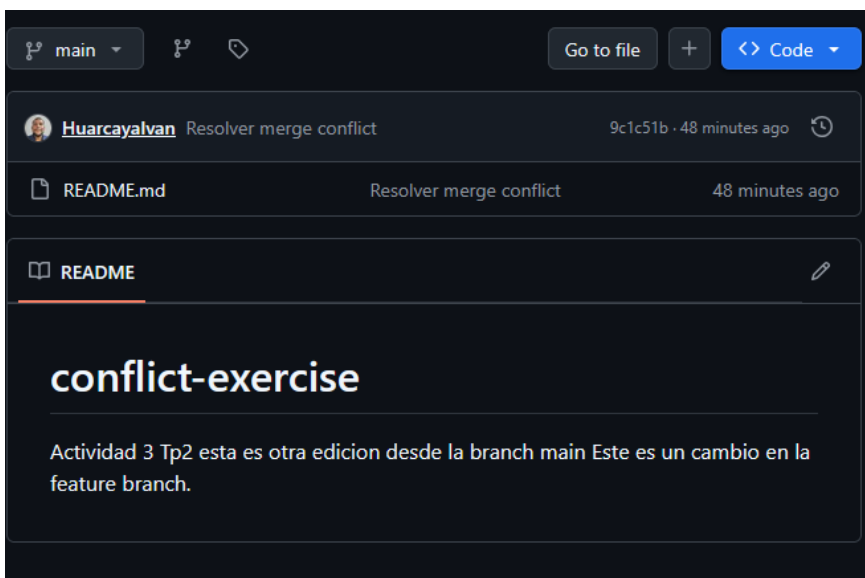 main
Go to file
Code
HuarcayaIvan Resolver merge conflict 9c1c51b · 48 minutes ago
README.md Resolver merge conflict 48 minutes ago
README
conflict-exercise
Actividad 3 Tp2 esta es otra edicion desde la branch main Este es un cambio en la
feature branch.